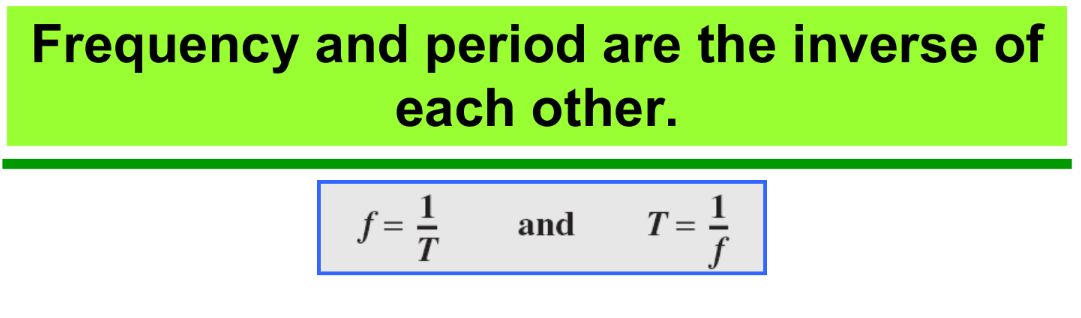 Frequency and period are the inverse of
each other.
f = 1/T and T = 1/f